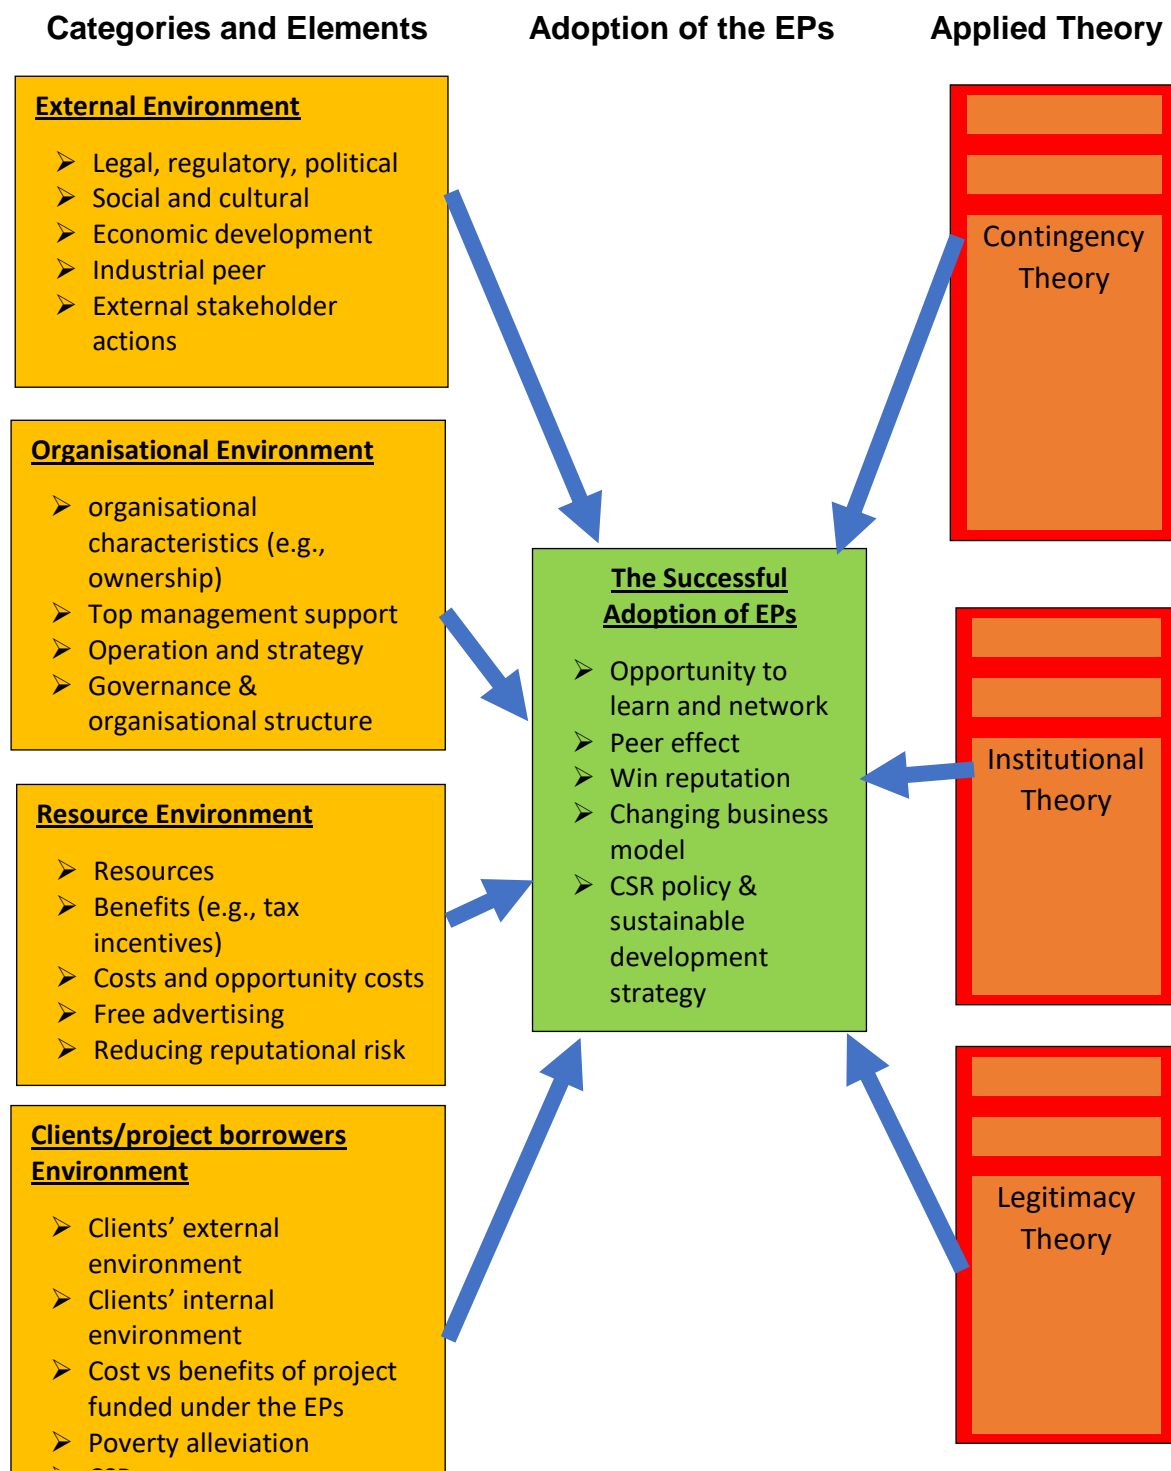 Categories and Elements
Adoption of the EPs
Applied Theory
External Environment
➢ Legal, regulatory, political
➢ Social and cultural
➢ Economic development
➢ Industrial peer
➢ External stakeholder
actions
Organisational Environment
➢ organisational
characteristics (e.g.,
ownership)
➢ Top management support
➢ Operation and strategy
➢ Governance &
organisational structure
Resource Environment
➢ Resources
➢ Benefits (e.g., tax
incentives)
➢ Costs and opportunity costs
➢ Free advertising
➢ Reducing reputational risk
Clients/project borrowers
Environment
➢ Clients’ external
environment
➢ Clients’ internal
environment
➢ Cost vs benefits of project
funded under the EPs
➢ Poverty alleviation
The Successful
Adoption of EPs
➢ Opportunity to
learn and network
➢ Peer effect
➢ Win reputation
➢ Changing business
model
➢ CSR policy &
sustainable
development
strategy
Contingency
Theory
Institutional
Theory
Legitimacy
Theory